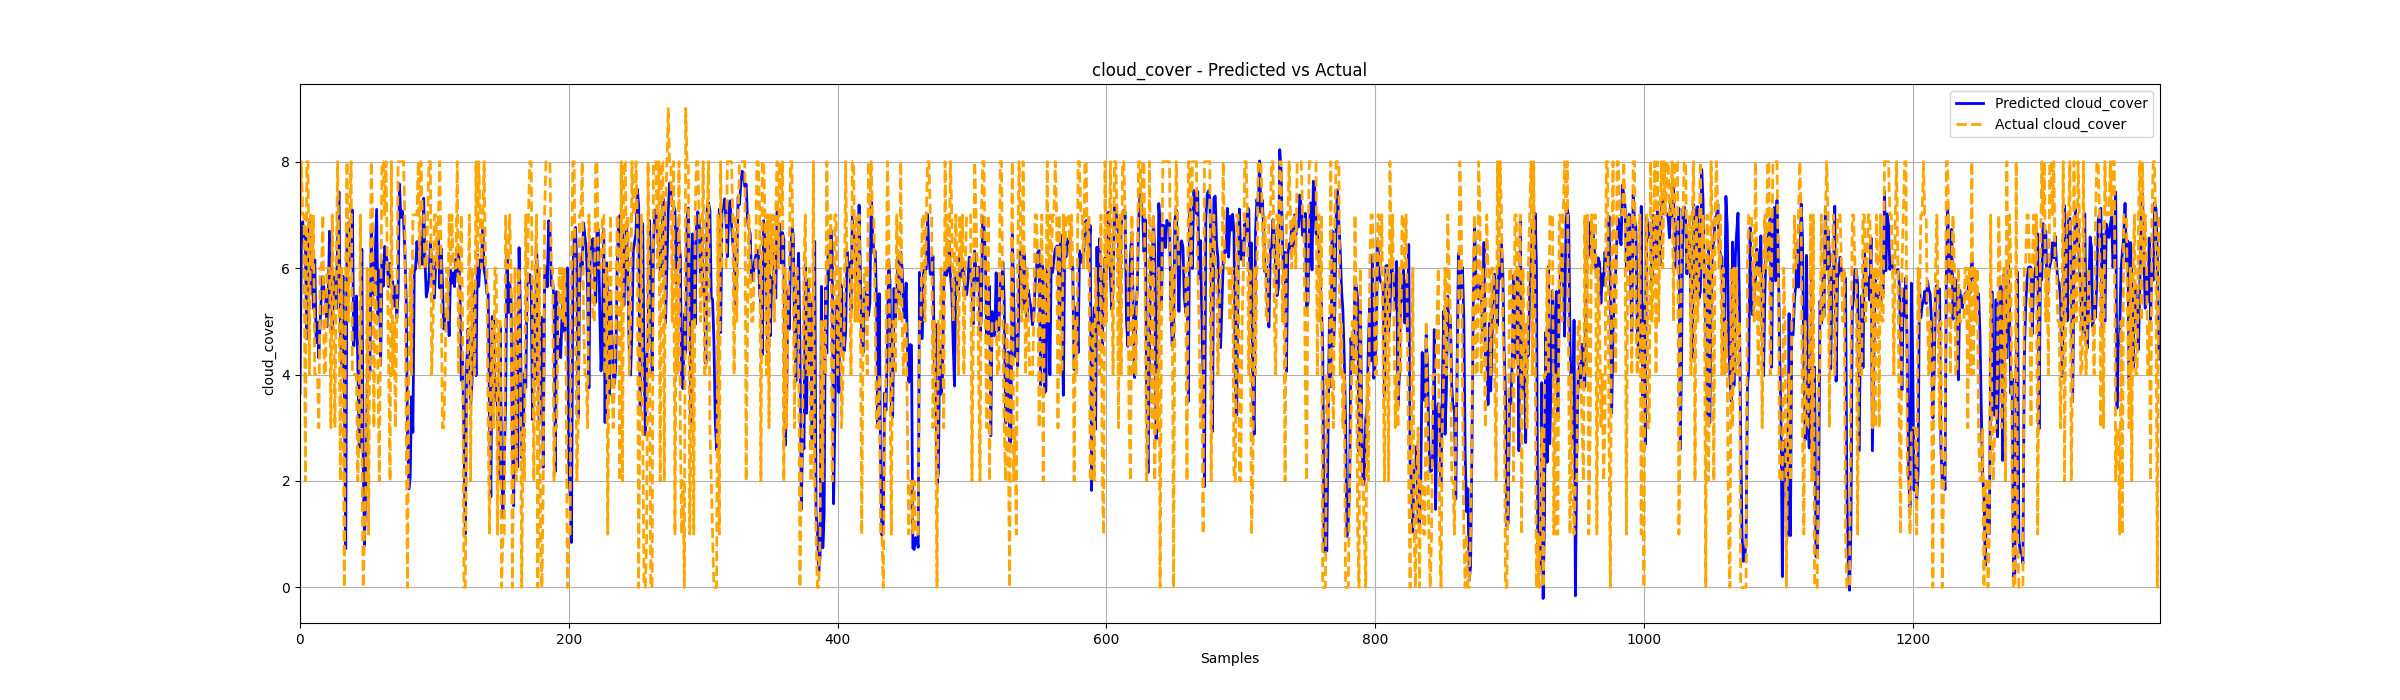 cloud_cover - Predicted vs Actual
Predicted cloud_cover
Actual cloud_cover
cloud_cover
8
6
4
2
0
0
200
400
600
800
1000
1200
Samples